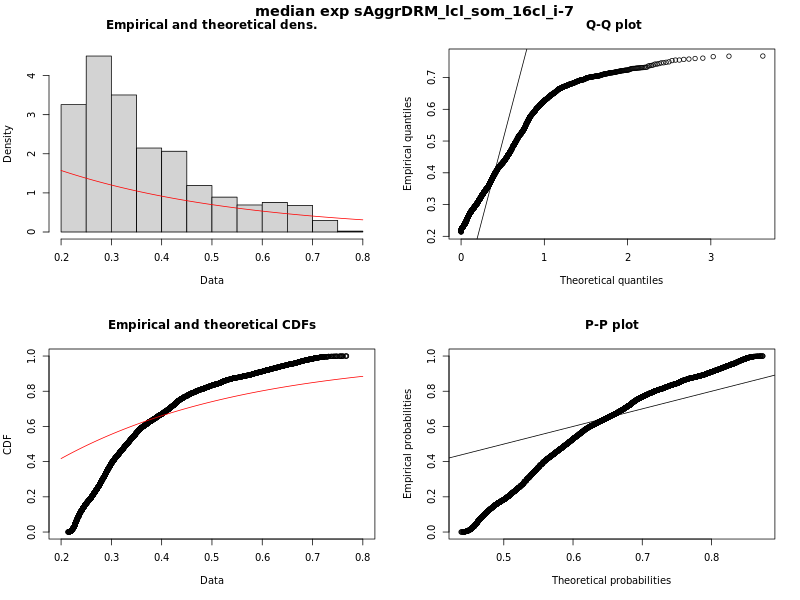 median exp sAggrDRM_lcl_som_16cl_i-7
Empirical and theoretical dens.
Density
0 1 2 3 4
0.2 0.3 0.4 0.5 0.6 0.7 0.8
Data
Q-Q plot
Empirical quantiles
0.2 0.3 0.4 0.5 0.6 0.7
0 1 2 3
Theoretical quantiles
Empirical and theoretical CDFs
CDF
0.0 0.2 0.4 0.6 0.8 1.0
0.2 0.3 0.4 0.5 0.6 0.7 0.8
Data
P-P plot
Empirical probabilities
0.0 0.2 0.4 0.6 0.8 1.0
0.5 0.6 0.7 0.8
Theoretical probabilities